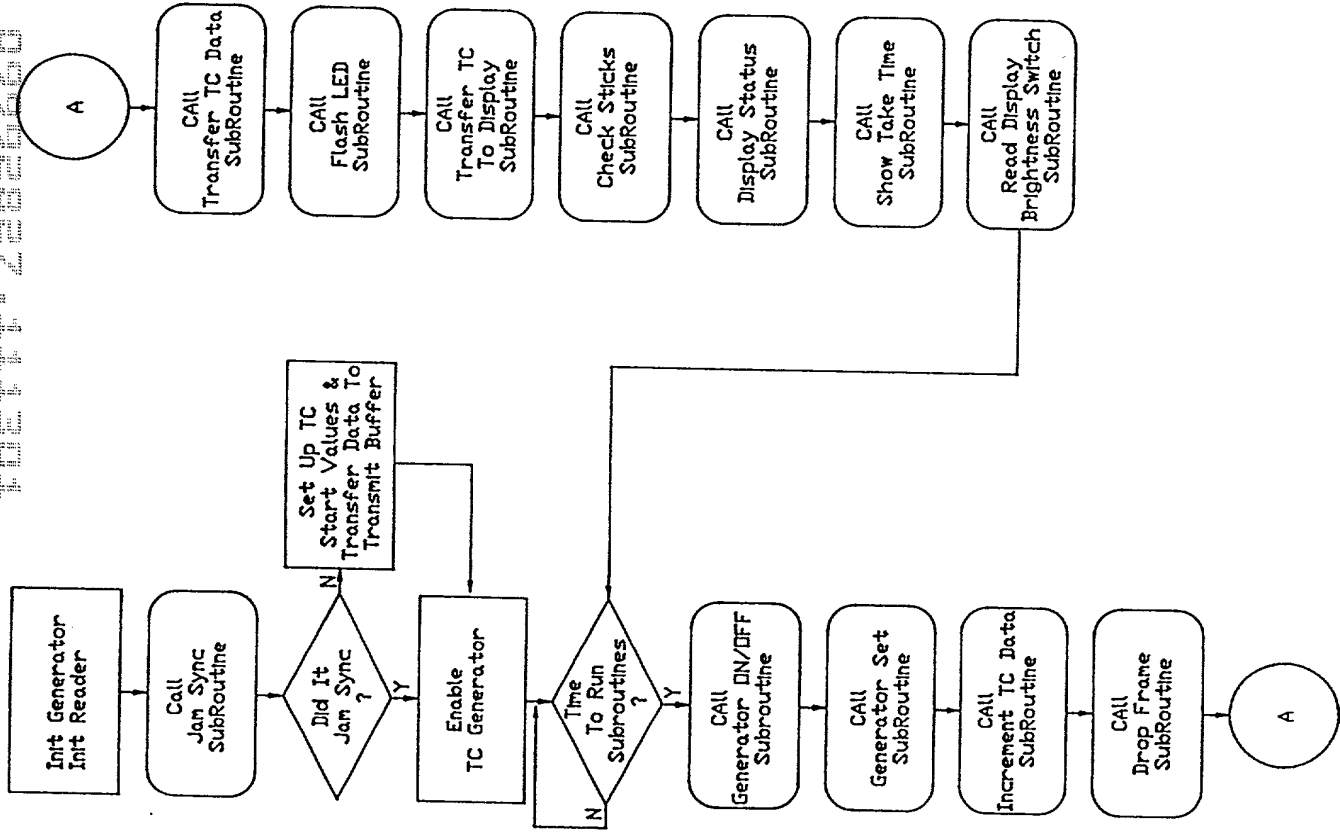 Init Generator
Init Reader
Call
Jam Sync
SubRoutine
Did It
Jam Sync
?
N
Y
Set Up TC
Start Values &
Transfer Data To
Transmit Buffer
Enable
TC Generator
Time
To Run
Subroutines
?
N
Y
CAll
Generator ON/OFF
Subroutine
CAll
Generator Set
SubRoutine
CAll
Increment TC Data
SubRoutine
CAll
Drop Frame
SubRoutine
A
A
CAll
Transfer TC Data
SubRoutine
CAll
Flash LED
SubRoutine
CAll
Transfer TC
To Display
SubRoutine
CAll
Check Sticks
SubRoutine
CAll
Display Status
SubRoutine
CAll
Show Take Time
SubRoutine
CAll
Read Display
Brightness Switch
SubRoutine